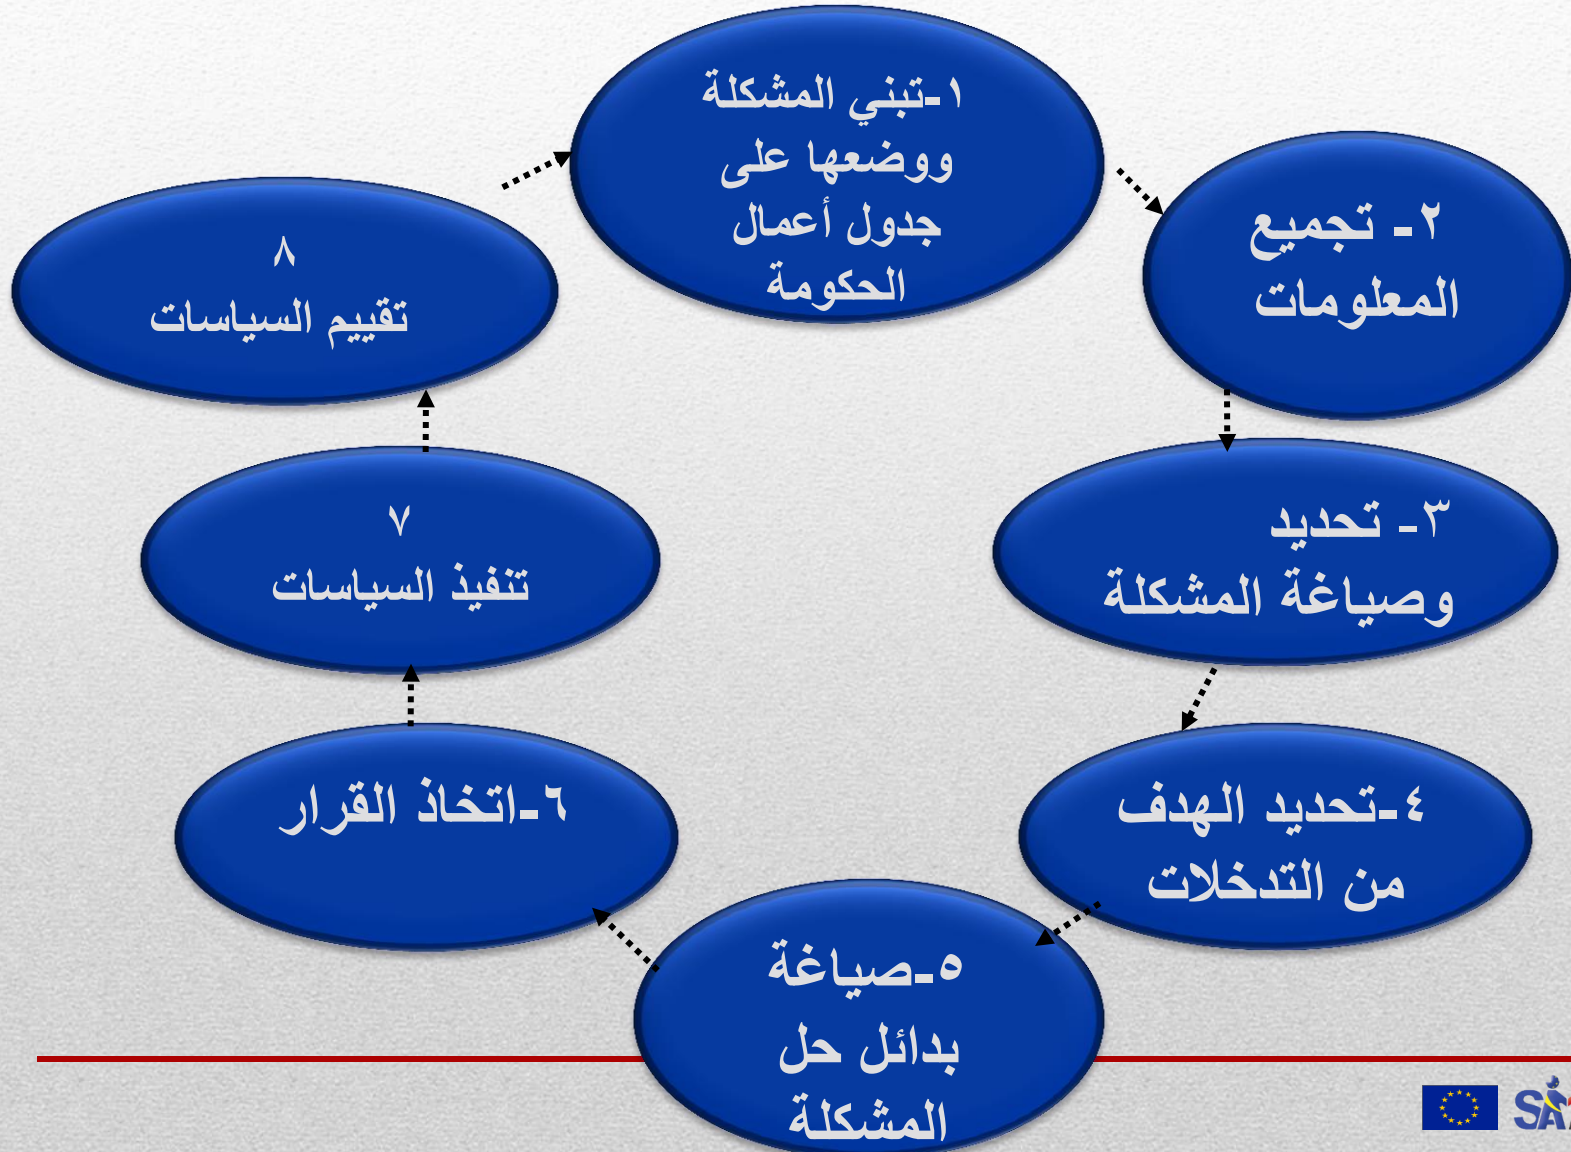 ١-تبني المشكلة
ووضعها على
جدول أعمال
الحكومة
٢- تجميع
المعلومات
٣- تحديد
وصياغة المشكلة
٤-تحديد الهدف
من التدخلات
٥-صياغة
بدائل حل
المشكلة
٦-اتخاذ القرار
٧
تنفيذ السياسات
٨
تقييم السياسات